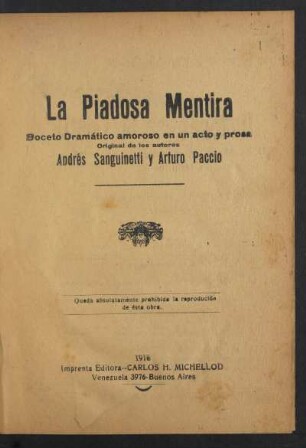 La Piadosa Mentira
Boceto Dramático amoroso en un acto y prosa
Original de los autores
Andrés Sanguinetti y Arturo Paccio
Queda absolutamente prohibida la reproducción
de ésta obra.
1916
Imprenta Editora—CARLOS H. MICHELLOD
Venezuela 3976-Buenos Aires